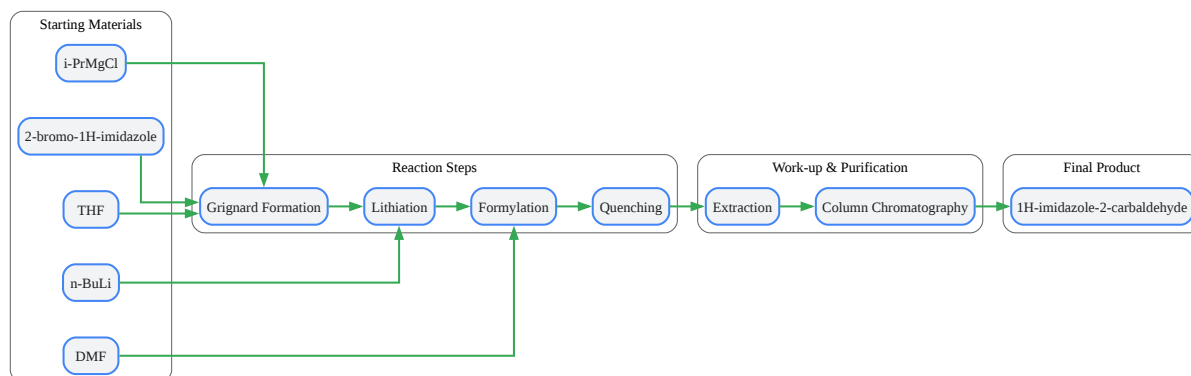 Starting Materials
i-PrMgCl
2-bromo-1H-imidazole
THF
n-BuLi
DMF
Reaction Steps
Grignard Formation
Lithiation
Formylation
Quenching
Work-up & Purification
Extraction
Column Chromatography
Final Product
1H-imidazole-2-carbaldehyde